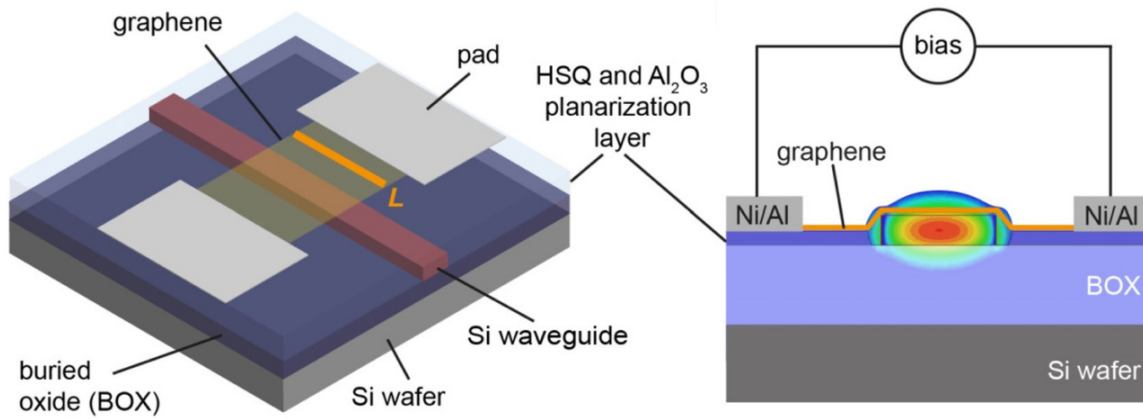 graphene
pad
HSQ and Al₂O₃
planarization
layer
L
Si waveguide
Si wafer
buried
oxide (BOX)
bias
graphene
Ni/Al
Ni/Al
BOX
Si wafer